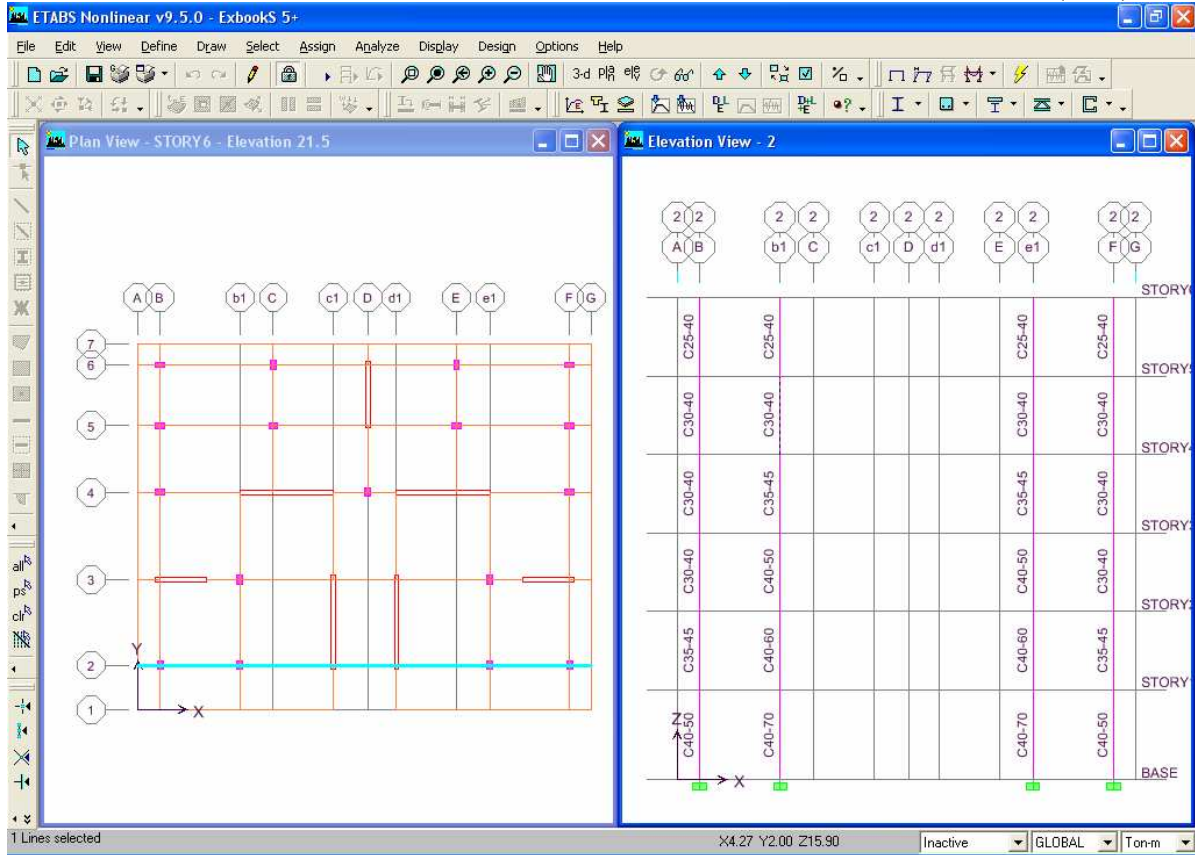 ETABS Nonlinear v9.5.0 - ExbookS 5+
File Edit View Define Draw Select Assign Analyze Display Design Options Help
3-d
Plan View - STORY6 - Elevation 21.5
Elevation View - 2
2 2 2 2 2 2 2 2 2 2 2
A B b1 C c1 D d1 E e1 F G
A B b1 C c1 D d1 E e1 F G
7
6
5
4
3
2
1
Y
X
STORY
C25-40 C25-40 C25-40 C25-40
STORY
C30-40 C30-40 C30-40 C30-40
STORY
C30-40 C35-45 C35-45 C30-40
STORY
C30-40 C40-50 C40-50 C30-40
STORY
C35-45 C40-60 C40-60 C35-45
STORY
C40-50 C40-70 C40-70 C40-50
Z
X
BASE
all
ps
clr
1 Lines selected
X4.27 Y2.00 Z15.90
Inactive
GLOBAL
Ton-m